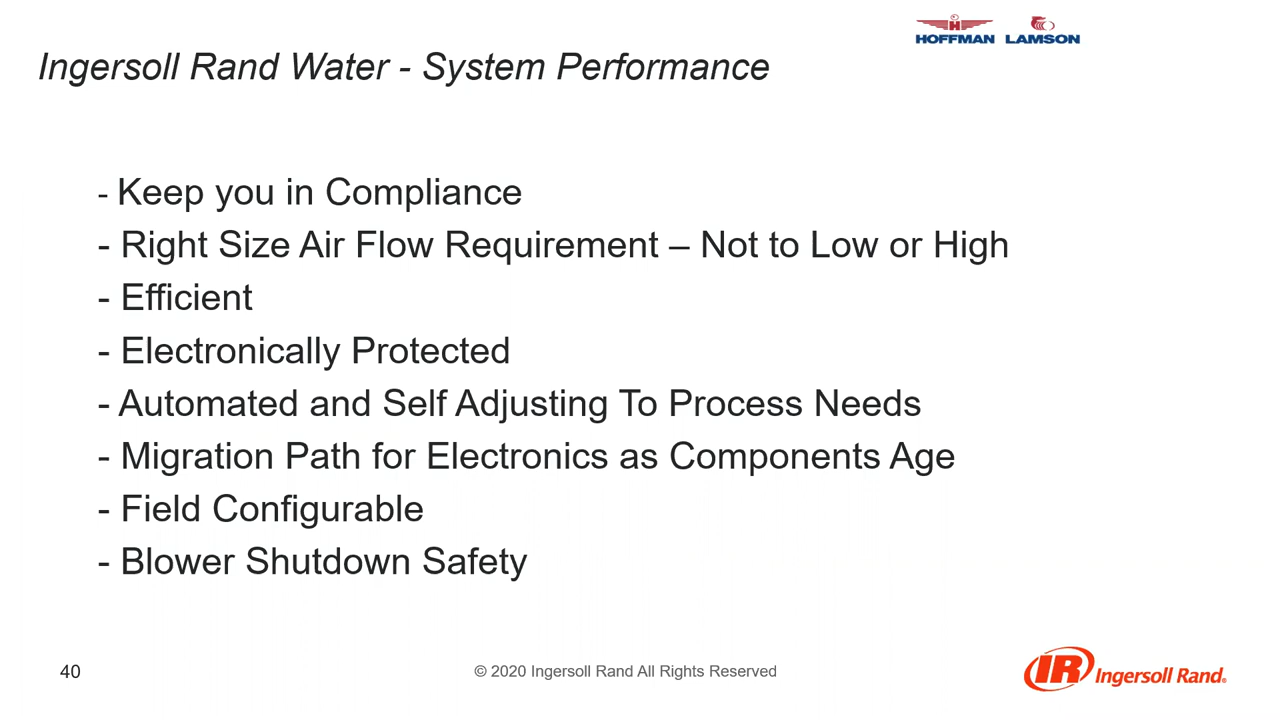 HOFFMAN LAMSON
Ingersoll Rand Water - System Performance
- Keep you in Compliance
- Right Size Air Flow Requirement – Not to Low or High
- Efficient
- Electronically Protected
- Automated and Self Adjusting To Process Needs
- Migration Path for Electronics as Components Age
- Field Configurable
- Blower Shutdown Safety
40
© 2020 Ingersoll Rand All Rights Reserved
IR Ingersoll Rand®